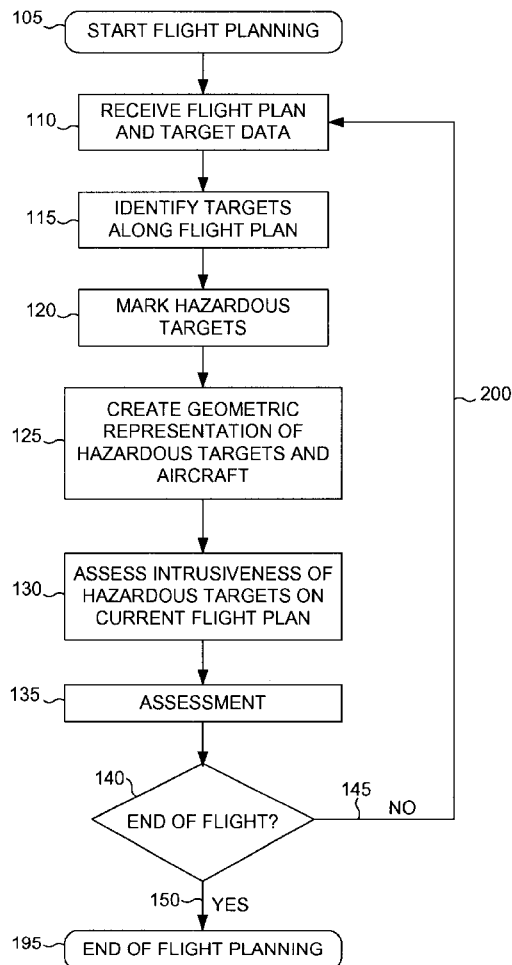 105
START FLIGHT PLANNING
110
RECEIVE FLIGHT PLAN
AND TARGET DATA
115
IDENTIFY TARGETS
ALONG FLIGHT PLAN
120
MARK HAZARDOUS
TARGETS
200
125
CREATE GEOMETRIC
REPRESENTATION OF
HAZARDOUS TARGETS AND
AIRCRAFT
130
ASSESS INTRUSIVENESS OF
HAZARDOUS TARGETS ON
CURRENT FLIGHT PLAN
135
ASSESSMENT
140
END OF FLIGHT?
145
NO
150
YES
195
END OF FLIGHT PLANNING